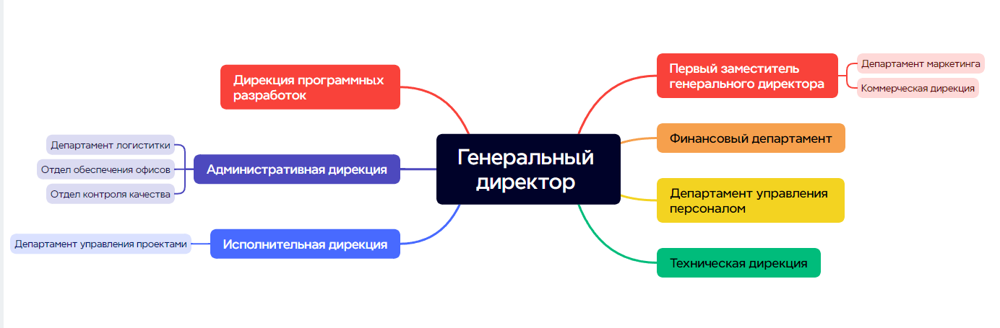 Генеральный
директор
Первый заместитель
генерального директора
Департамент маркетинга
Коммерческая дирекция
Финансовый департамент
Департамент управления
персоналом
Техническая дирекция
Исполнительная дирекция
Департамент управления проектами
Административная дирекция
Департамент логиститки
Отдел обеспечения офисов
Отдел контроля качества
Дирекция программных
разработок